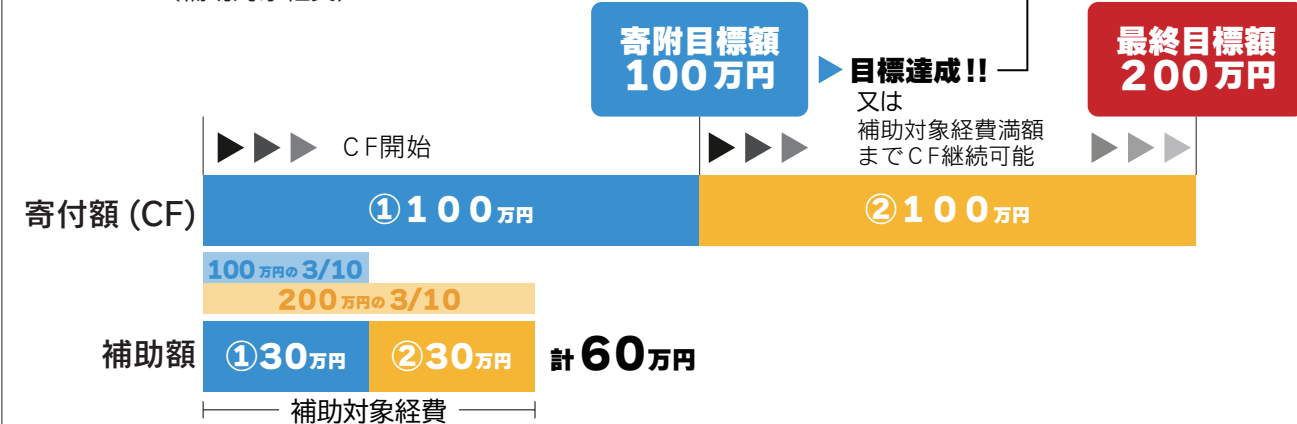 寄附目標額
100万円
目標達成!!
又は
補助対象経費満額
までCF継続可能
最終目標額
200万円
CF開始
寄付額 (CF)
①100万円
②100万円
100万円の3/10
200万円の3/10
補助額
①30万円
②30万円
計60万円
補助対象経費